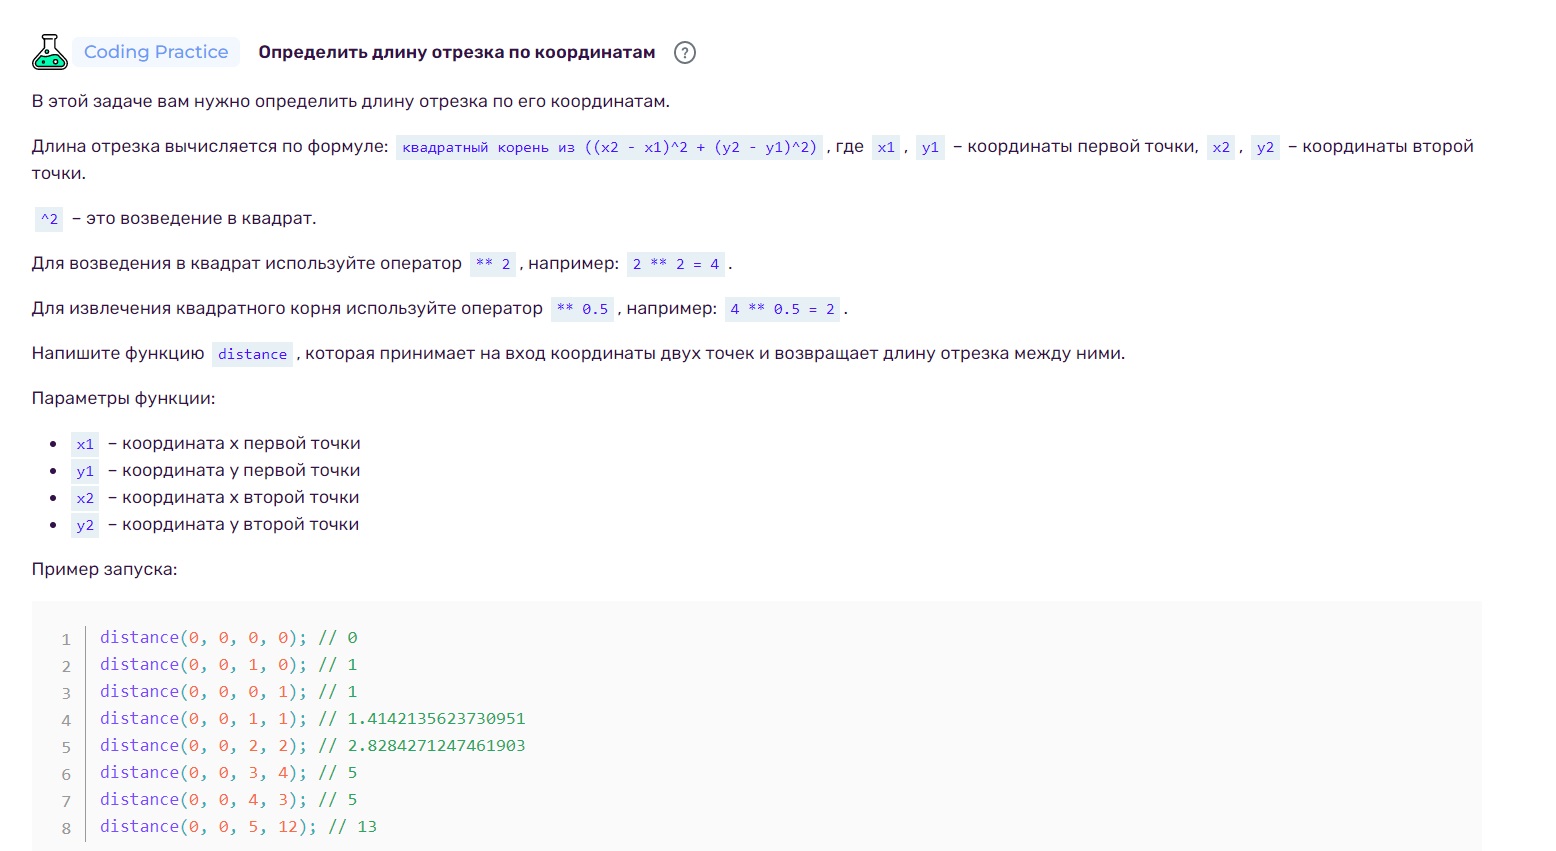 Coding Practice Определить длину отрезка по координатам ?
В этой задаче вам нужно определить длину отрезка по его координатам.
Длина отрезка вычисляется по формуле: квадратный корень из ((x2 - x1)^2 + (y2 - y1)^2) , где x1 , y1 – координаты первой точки, x2 , y2 – координаты второй
точки.
^2 – это возведение в квадрат.
Для возведения в квадрат используйте оператор ** 2 , например: 2 ** 2 = 4 .
Для извлечения квадратного корня используйте оператор ** 0.5 , например: 4 ** 0.5 = 2 .
Напишите функцию distance , которая принимает на вход координаты двух точек и возвращает длину отрезка между ними.
Параметры функции:
• x1 – координата x первой точки
• y1 – координата y первой точки
• x2 – координата x второй точки
• y2 – координата y второй точки
Пример запуска:
1 distance(0, 0, 0, 0); // 0
2 distance(0, 0, 1, 0); // 1
3 distance(0, 0, 0, 1); // 1
4 distance(0, 0, 1, 1); // 1.4142135623730951
5 distance(0, 0, 2, 2); // 2.8284271247461903
6 distance(0, 0, 3, 4); // 5
7 distance(0, 0, 4, 3); // 5
8 distance(0, 0, 5, 12); // 13